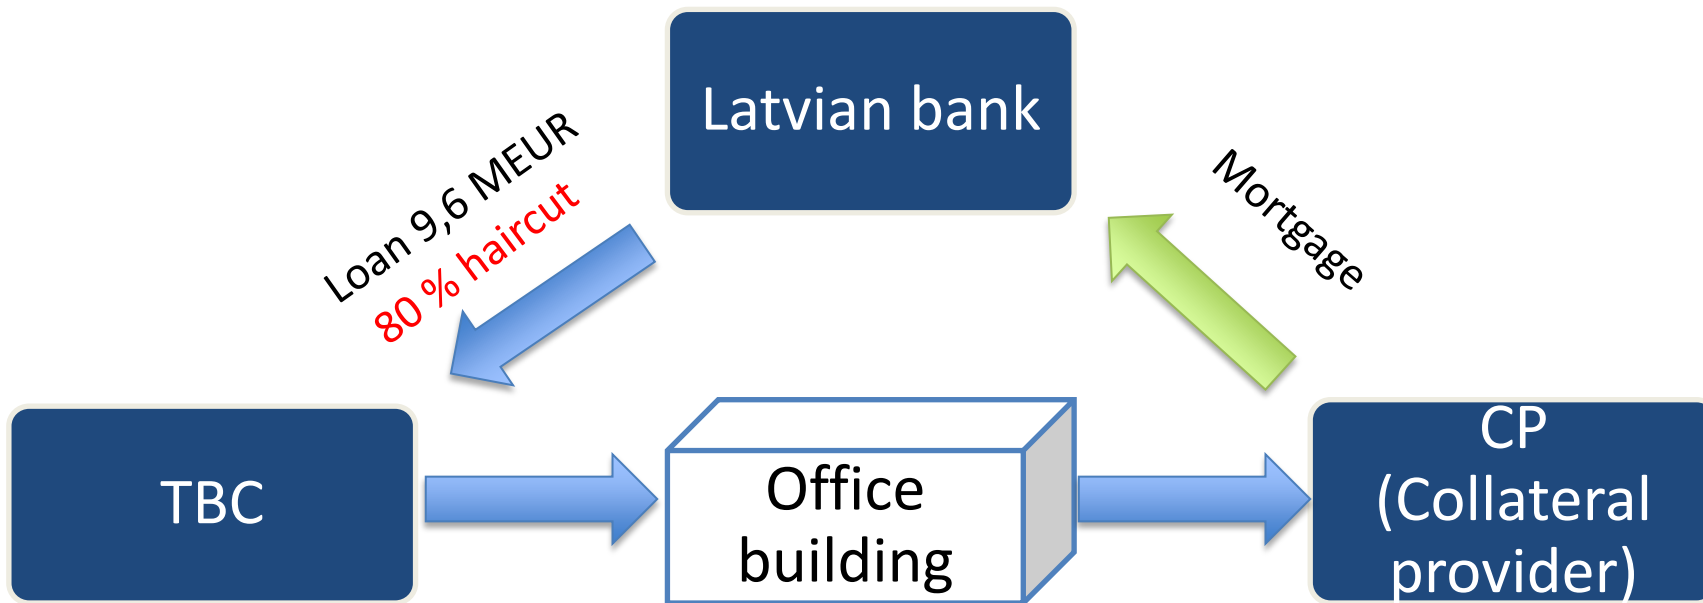 Latvian bank
Loan 9,6 MEUR
80 % haircut
Mortgage
TBC
Office
building
CP
(Collateral
provider)